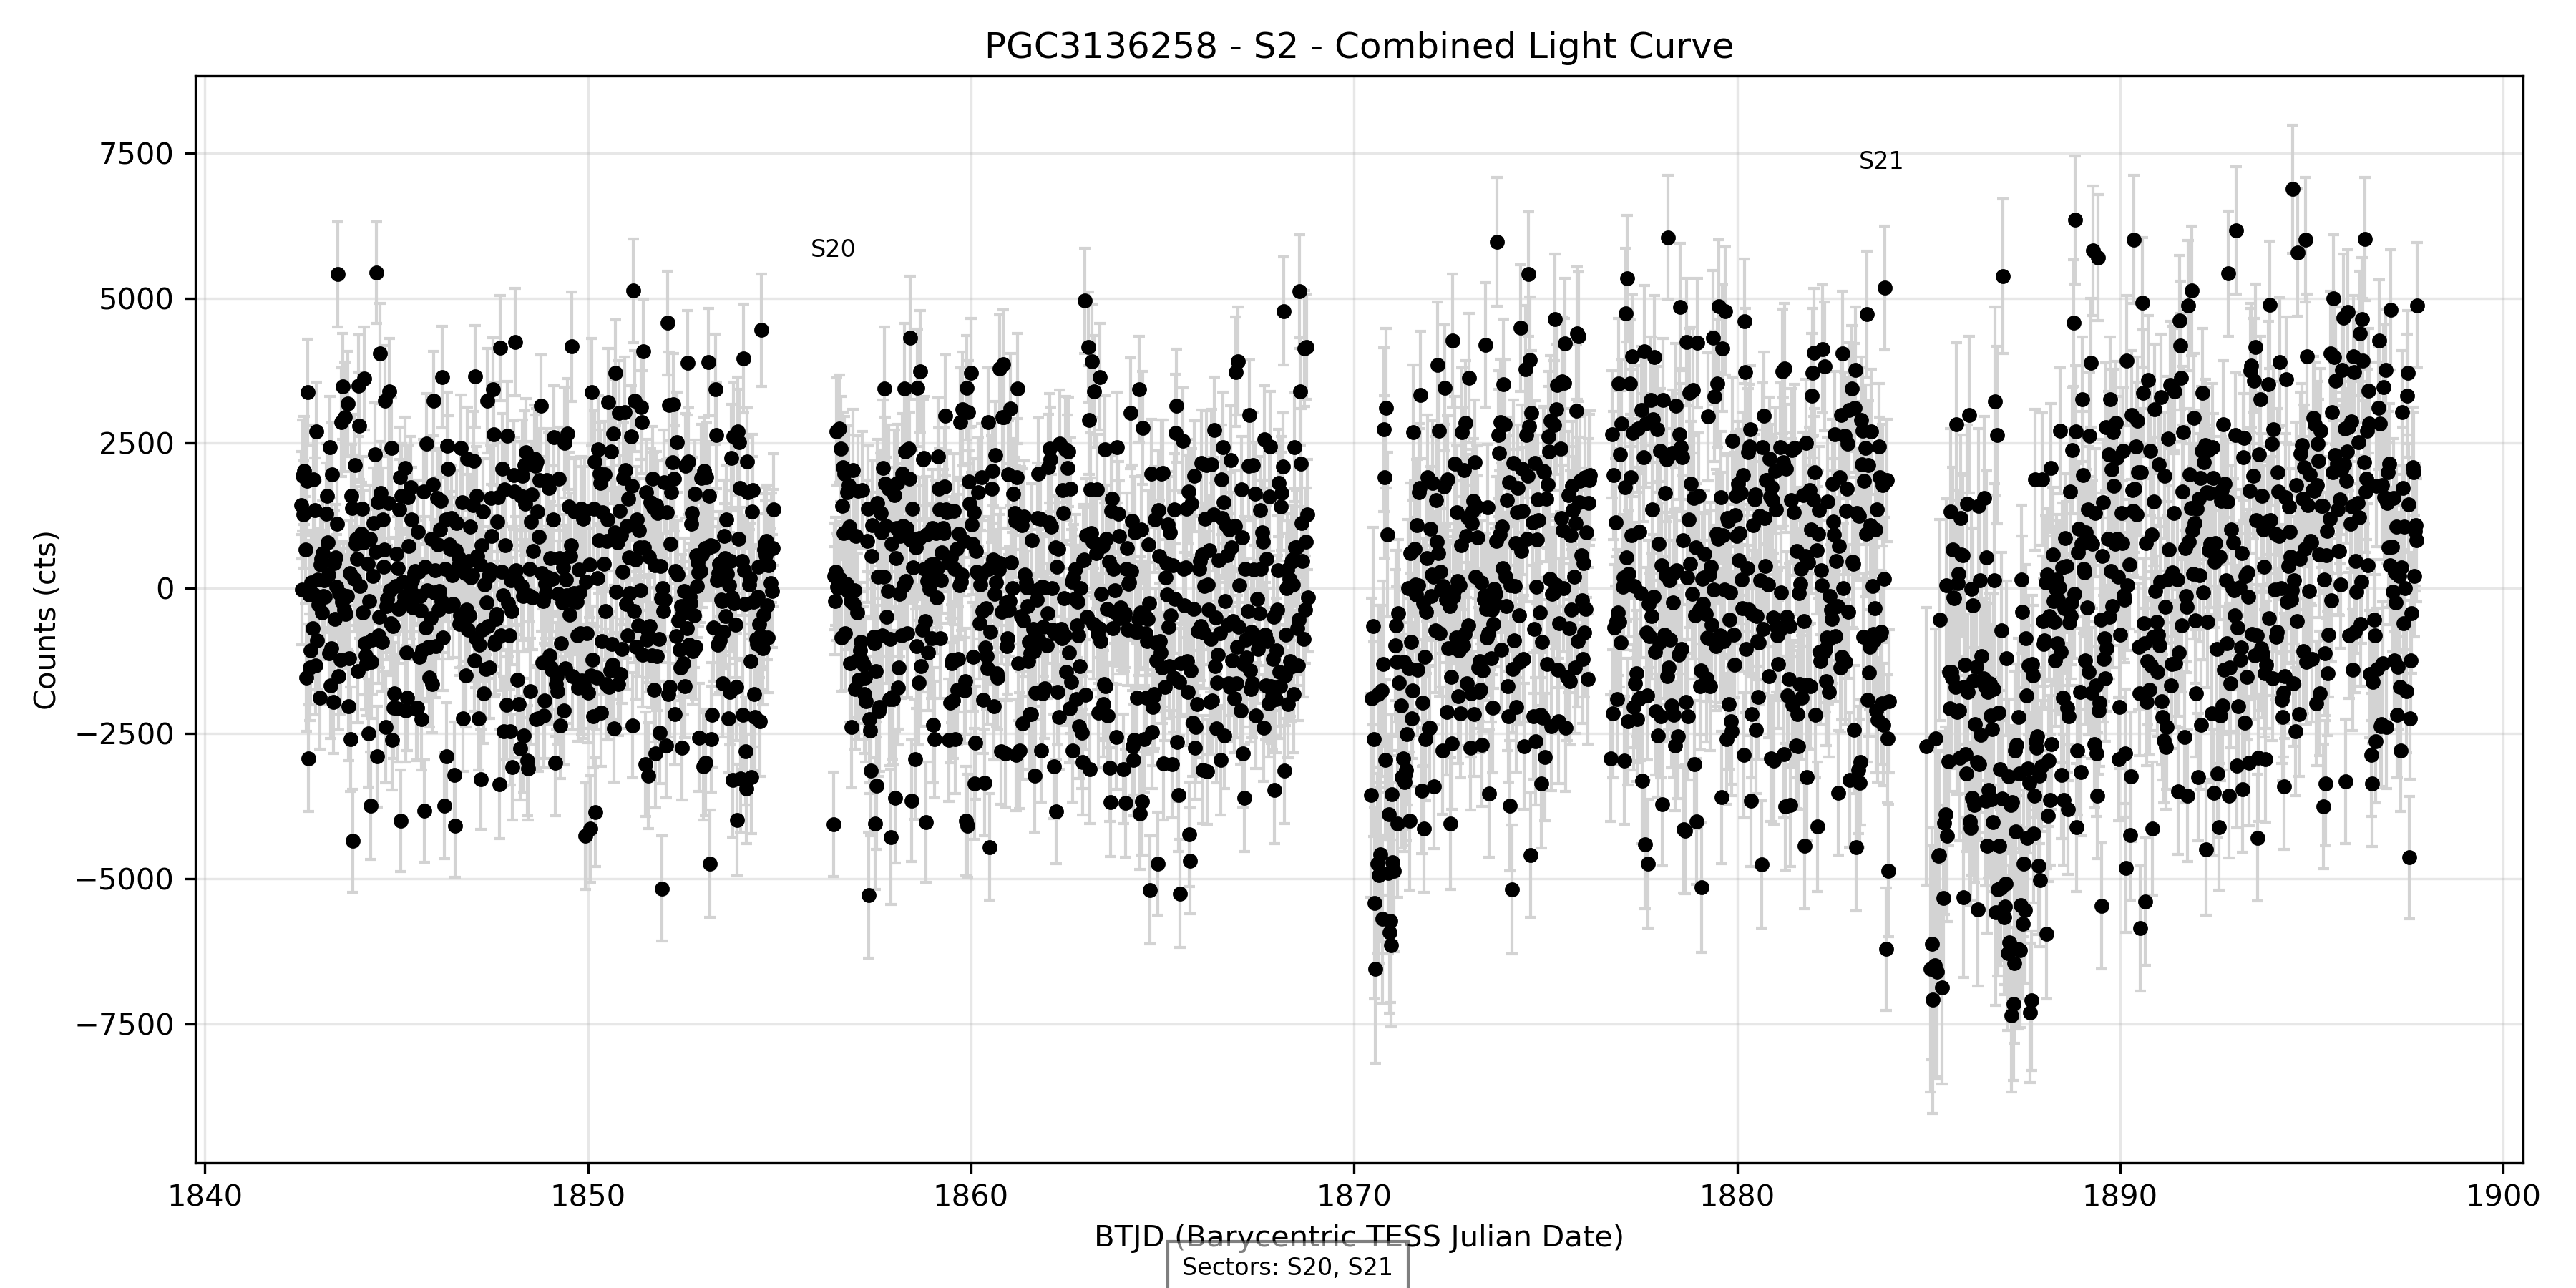 PGC3136258 - S2 - Combined Light Curve
7500
5000
2500
0
−2500
−5000
−7500
Counts (cts)
S20
S21
1840
1850
1860
1870
1880
1890
1900
BTJD (Barycentric TESS Julian Date)
Sectors: S20, S21